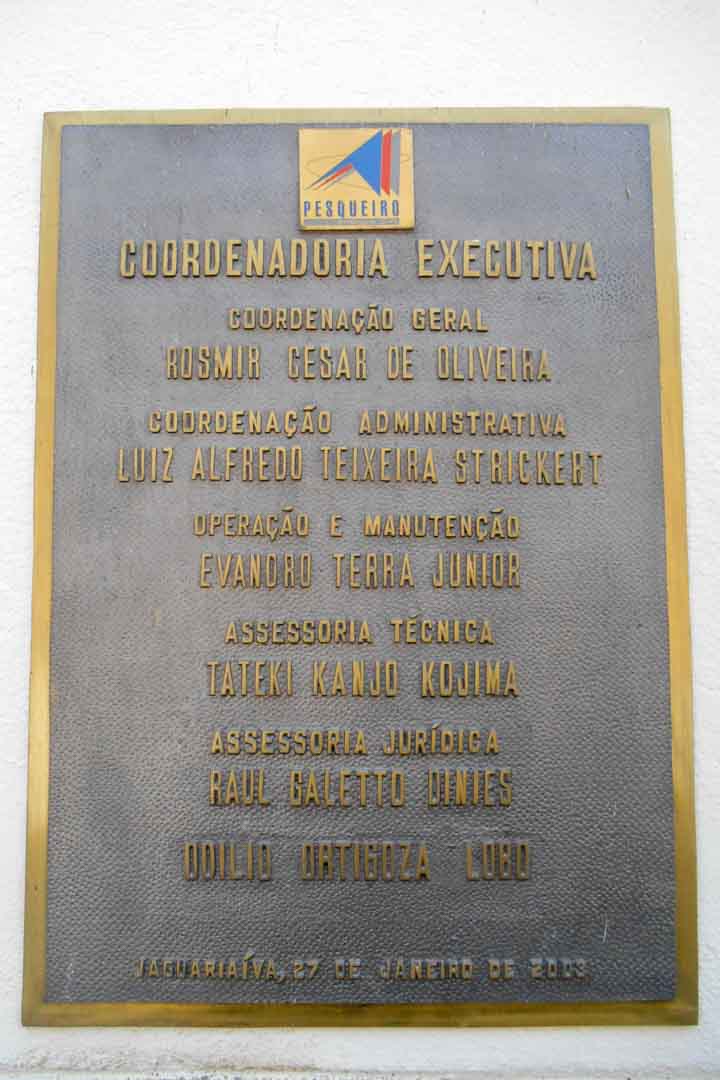 PESQUEIRO
COORDENADORIA EXECUTIVA
COORDENAÇÃO GERAL
ROSMIR CESAR DE OLIVEIRA
COORDENAÇÃO ADMINISTRATIVA
LUIZ ALFREDO TEIXEIRA STRICKERT
OPERAÇÃO E MANUTENÇÃO
EVANDRO TERRA JUNIOR
ASSESSORIA TÉCNICA
TATEKI KANJO KOJIMA
ASSESSORIA JURÍDICA
RAUL GALETTO DINIES
ODILIO ORTIGOZA LOBO
JAGUARIAÍVA, 27 DE JANEIRO DE 2003